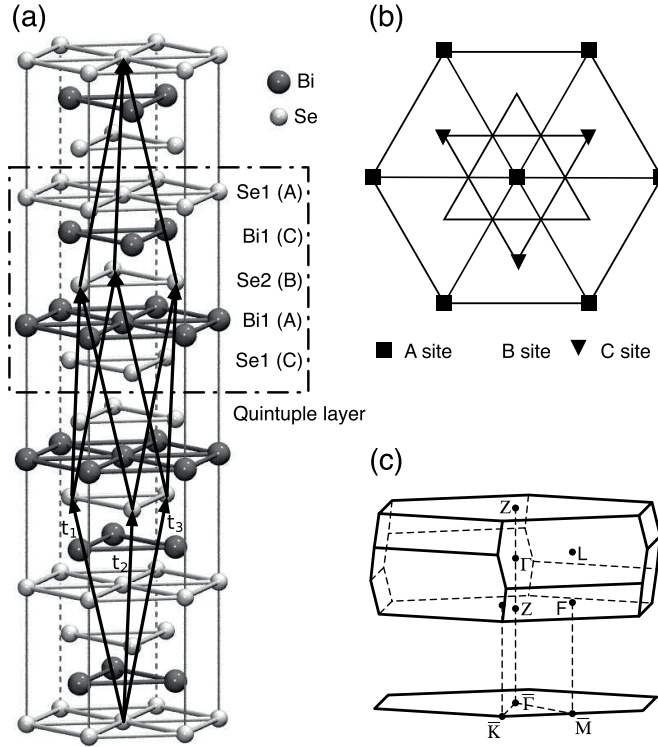 (a)
Bi
Se
Se1 (A)
Bi1 (C)
Se2 (B)
Bi1 (A)
Se1 (C)
Quintuple layer
t1
t2
t3
(b)
A site
B site
C site
(c)
Z
Γ
L
Z
F
Γ̅
K̅
M̅